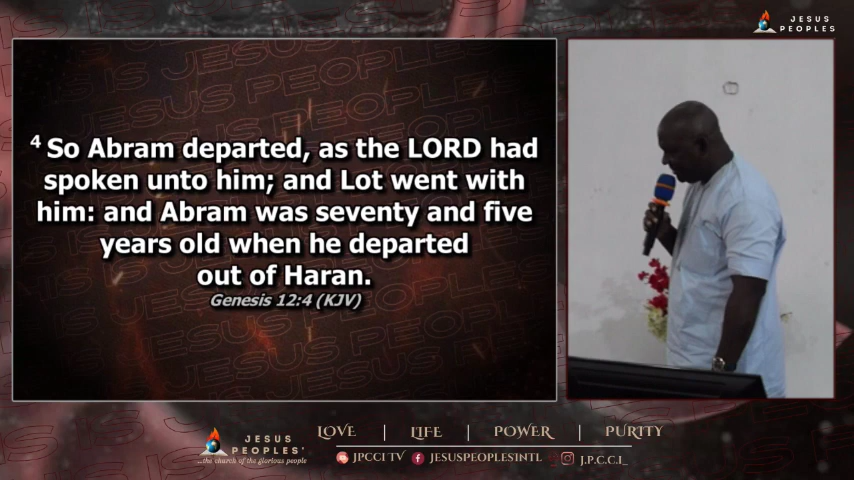 JESUS
PEOPLES
4 So Abram departed, as the LORD had
spoken unto him; and Lot went with
him: and Abram was seventy and five
years old when he departed
out of Haran.
Genesis 12:4 (KJV)
LOVE | LIFE | POWER | PURITY
JESUS
PEOPLES'
...the church of the glorious people
JPCCI TV JESUSPEOPLESINTL J.P.C.C.I_